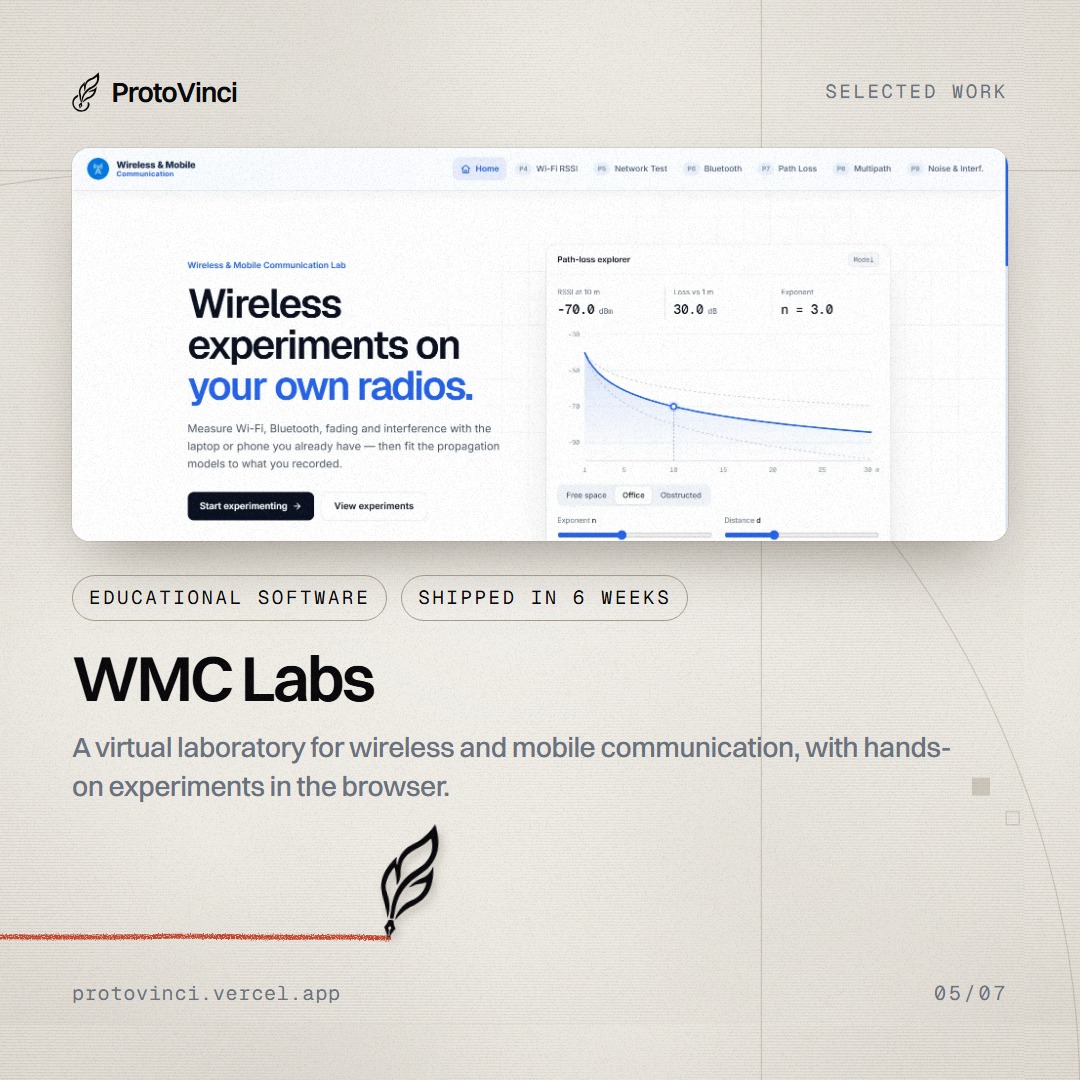 ProtoVinci
SELECTED WORK
Wireless & Mobile
Communication
Home
P4 Wi-Fi RSSI
P5 Network Test
P6 Bluetooth
P7 Path Loss
P8 Multipath
P9 Noise & Interf.
Wireless & Mobile Communication Lab
Wireless
experiments on
your own radios.
Measure Wi-Fi, Bluetooth, fading and interference with the
laptop or phone you already have — then fit the propagation
models to what you recorded.
Start experimenting →
View experiments
Path-loss explorer
Model
RSSI at 10 m
-70.0 dBm
Loss vs 1 m
30.0 dB
Exponent
n = 3.0
-30
-50
-70
-90
1 5 10 15 20 25 30 m
Free space
Office
Obstructed
Exponent n
Distance d
EDUCATIONAL SOFTWARE
SHIPPED IN 6 WEEKS
WMC Labs
A virtual laboratory for wireless and mobile communication, with hands-
on experiments in the browser.
protovinci.vercel.app
05/07